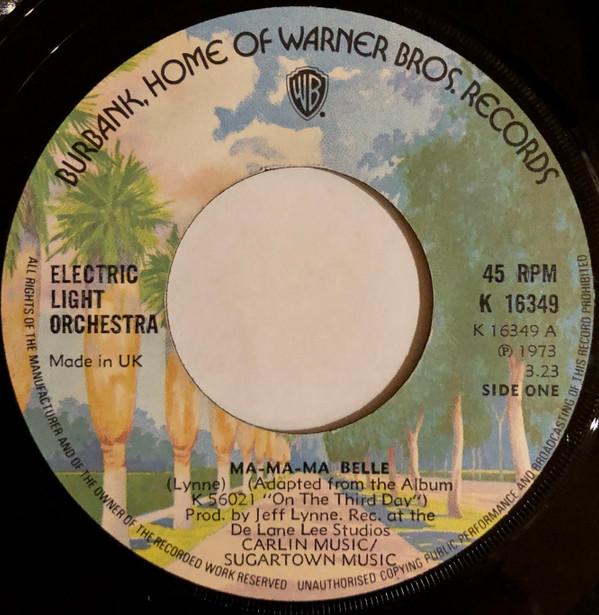 BURBANK, HOME OF WARNER BROS. RECORDS
WB
ELECTRIC
LIGHT
ORCHESTRA
Made in UK
45 RPM
K 16349
K 16349 A
℗ 1973
3.23
SIDE ONE
MA-MA-MA BELLE
(Lynne) (Adapted from the Album
K 56021 "On The Third Day")
Prod. by Jeff Lynne. Rec. at the
De Lane Lee Studios
CARLIN MUSIC/
SUGARTOWN MUSIC
ALL RIGHTS OF THE MANUFACTURER AND OF THE OWNER OF THE RECORDED WORK RESERVED UNAUTHORISED COPYING PUBLIC PERFORMANCE AND BROADCASTING OF THIS RECORD PROHIBITED